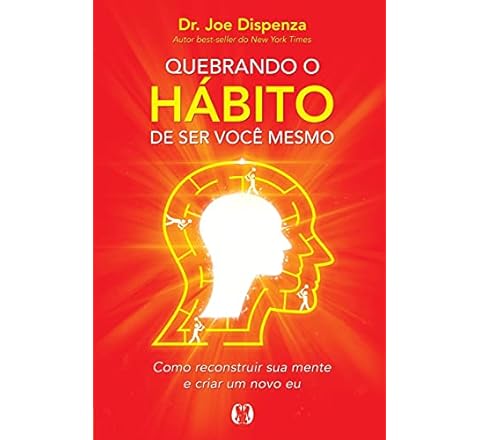 Dr. Joe Dispenza
Autor best-seller do New York Times
QUEBRANDO O
HÁBITO
DE SER VOCÊ MESMO
Como reconstruir sua mente
e criar um novo eu